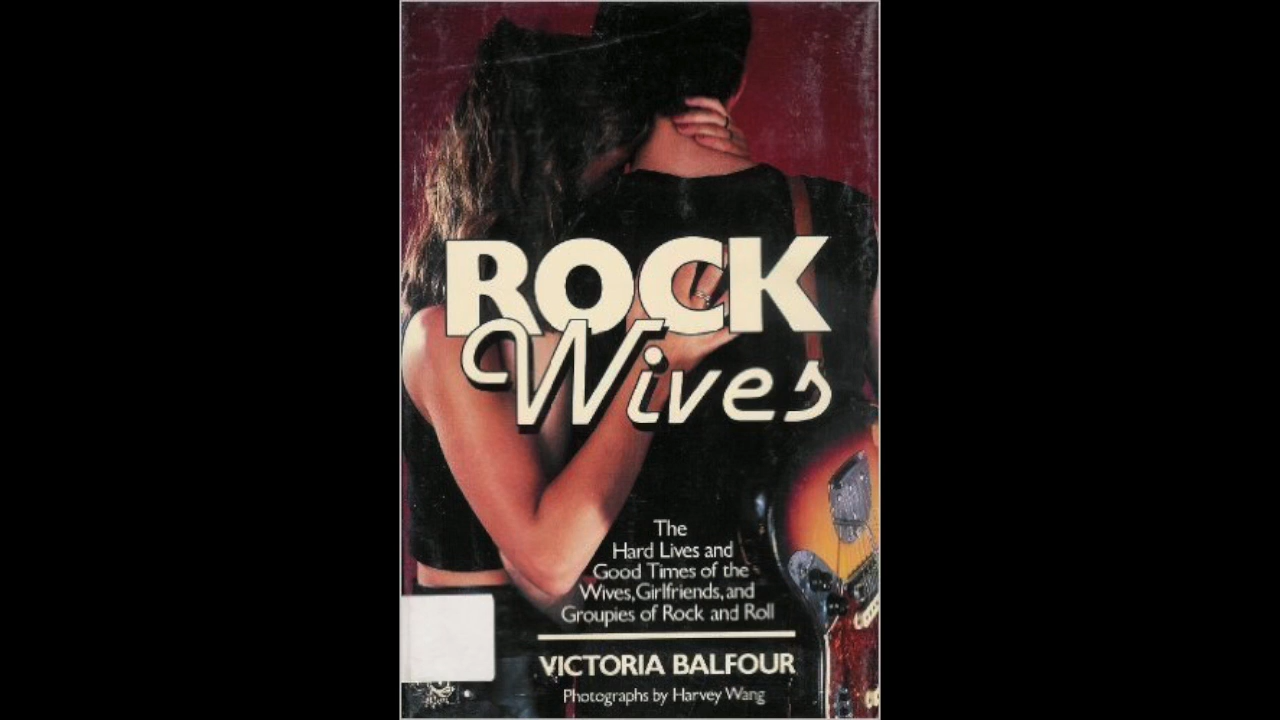 ROCK
Wives
The
Hard Lives and
Good Times of the
Wives, Girlfriends, and
Groupies of Rock and Roll
VICTORIA BALFOUR
Photographs by Harvey Wang